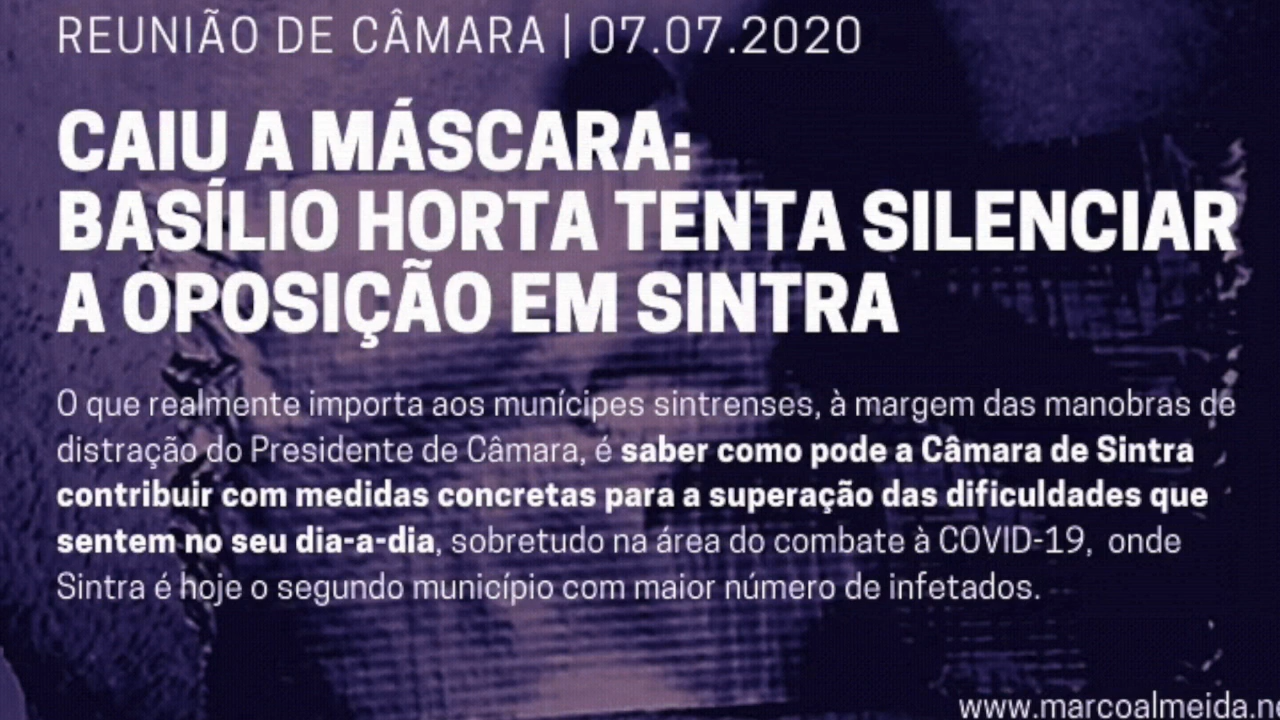 REUNIÃO DE CÂMARA | 07.07.2020
CAIU A MÁSCARA:
BASÍLIO HORTA TENTA SILENCIAR
A OPOSIÇÃO EM SINTRA
O que realmente importa aos munícipes sintrenses, à margem das manobras de
distração do Presidente de Câmara, é saber como pode a Câmara de Sintra
contribuir com medidas concretas para a superação das dificuldades que
sentem no seu dia-a-dia, sobretudo na área do combate à COVID-19, onde
Sintra é hoje o segundo município com maior número de infetados.
www.marcoalmeida.ne